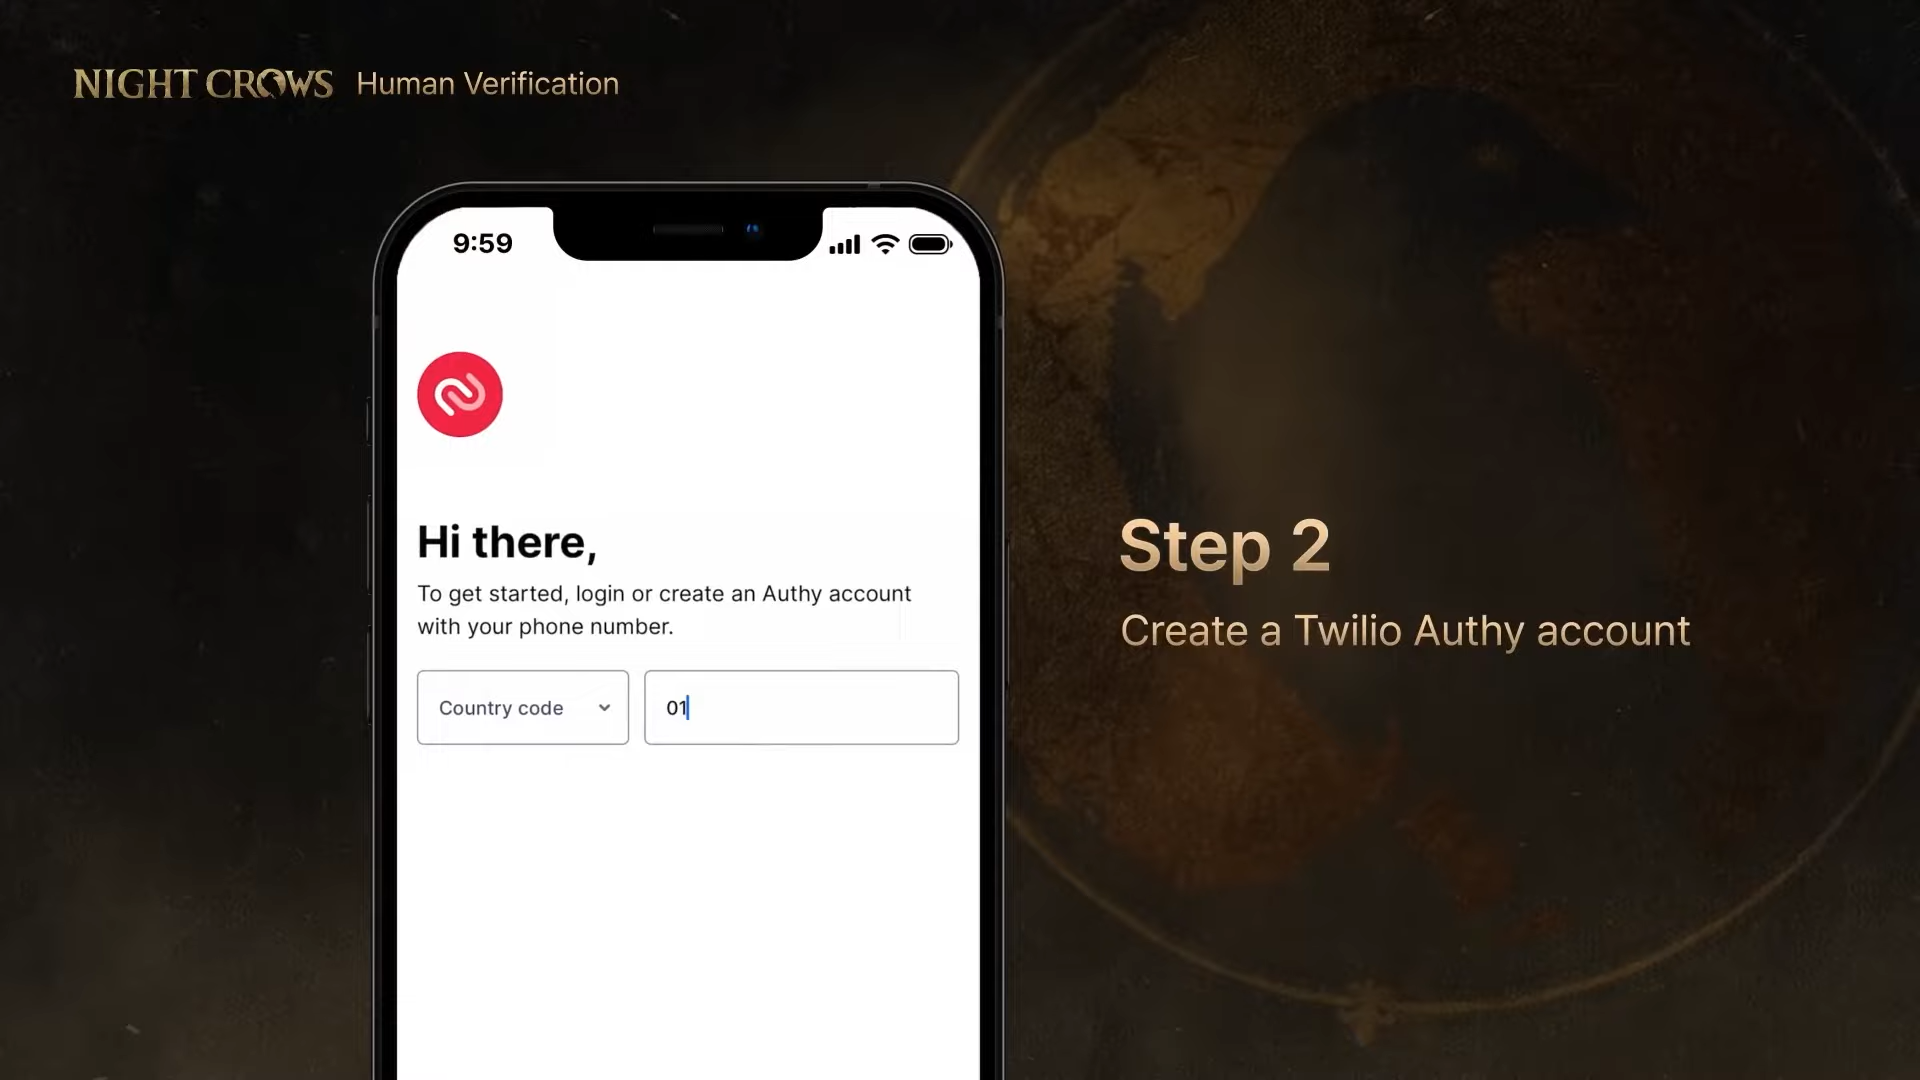 NIGHT CROWS Human Verification
9:59
Hi there,
To get started, login or create an Authy account
with your phone number.
Country code
01
Step 2
Create a Twilio Authy account